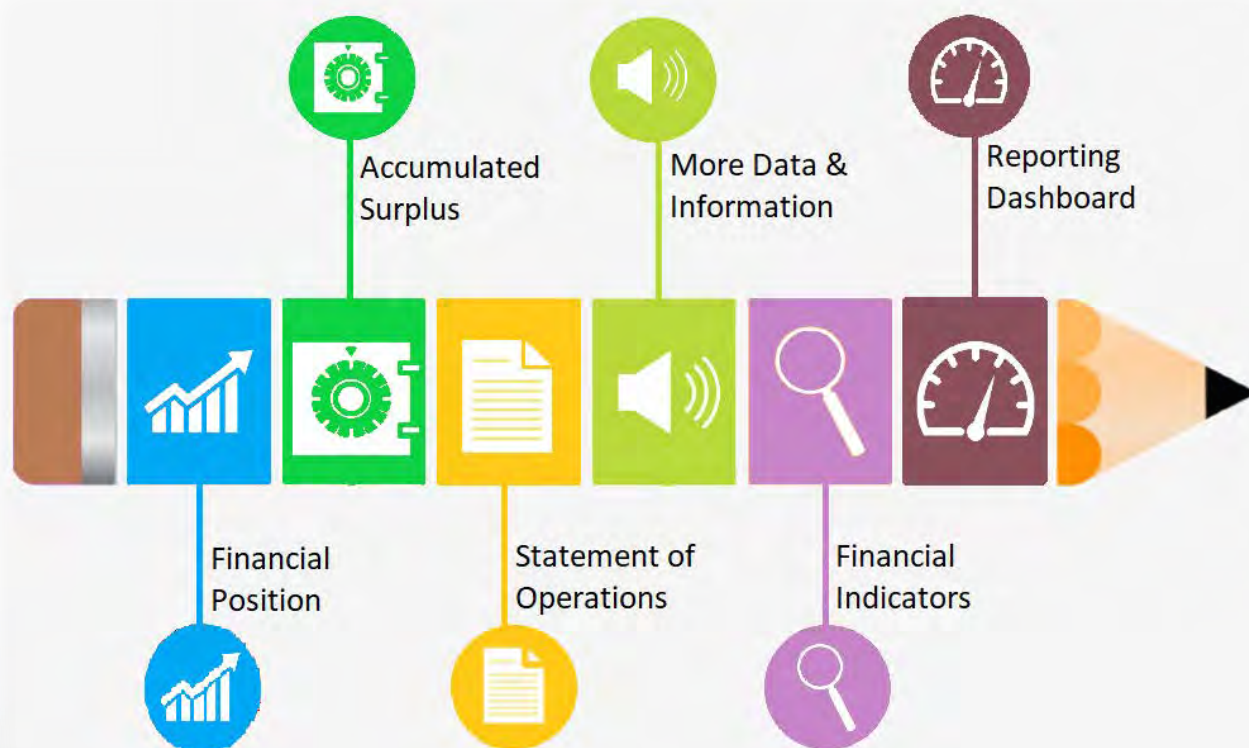 Accumulated
Surplus
More Data &
Information
Reporting
Dashboard
Financial
Position
Statement of
Operations
Financial
Indicators